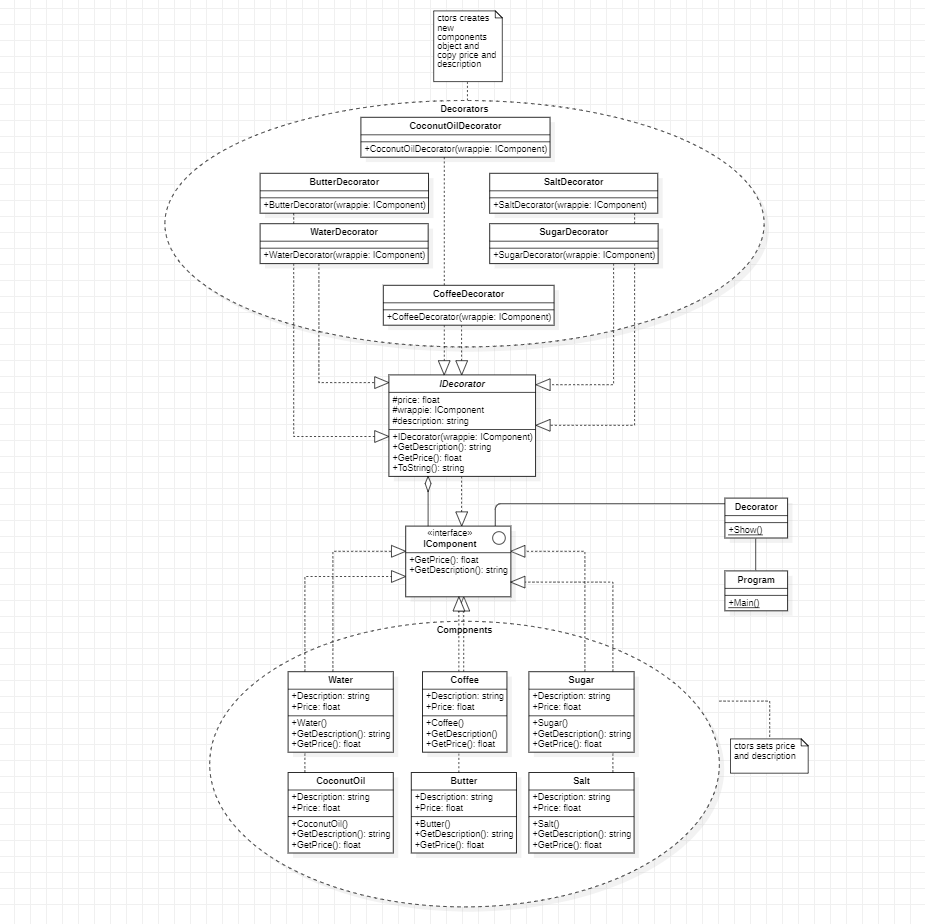 ctors creates
new
components
object and
copy price and
description
Decorators
CoconutOilDecorator
+CoconutOilDecorator(wrappie: IComponent)
ButterDecorator
+ButterDecorator(wrappie: IComponent)
SaltDecorator
+SaltDecorator(wrappie: IComponent)
WaterDecorator
+WaterDecorator(wrappie: IComponent)
SugarDecorator
+SugarDecorator(wrappie: IComponent)
CoffeeDecorator
+CoffeeDecorator(wrappie: IComponent)
IDecorator
#price: float
#wrappie: IComponent
#description: string
+IDecorator(wrappie: IComponent)
+GetDescription(): string
+GetPrice(): float
+ToString(): string
«interface»
IComponent
+GetPrice(): float
+GetDescription(): string
Decorator
+Show()
Program
+Main()
Components
Water
+Description: string
+Price: float
+Water()
+GetDescription(): string
+GetPrice(): float
Coffee
+Description: string
+Price: float
+Coffee()
+GetDescription()
+GetPrice(): float
Sugar
+Description: string
+Price: float
+Sugar()
+GetDescription(): string
+GetPrice(): float
ctors sets price
and description
CoconutOil
+Description: string
+Price: float
+CoconutOil()
+GetDescription(): string
+GetPrice(): float
Butter
+Description: string
+Price: float
+Butter()
+GetDescription(): string
+GetPrice(): float
Salt
+Description: string
+Price: float
+Salt()
+GetDescription(): string
+GetPrice(): float